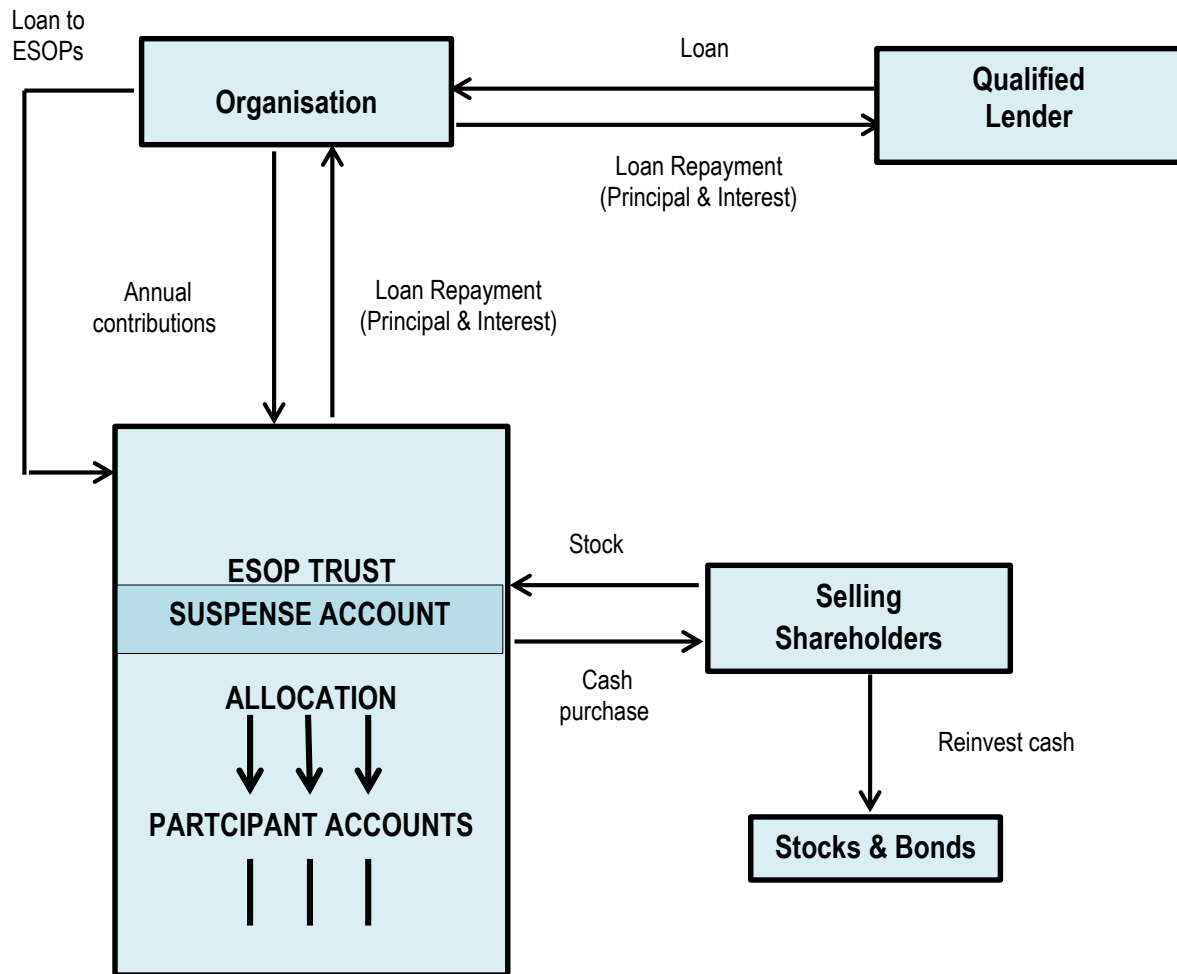 Loan to
ESOPs
Organisation
Loan
Qualified
Lender
Loan Repayment
(Principal & Interest)
Annual
contributions
Loan Repayment
(Principal & Interest)
ESOP TRUST
SUSPENSE ACCOUNT
ALLOCATION
PARTCIPANT ACCOUNTS
Stock
Cash
purchase
Selling
Shareholders
Reinvest cash
Stocks & Bonds